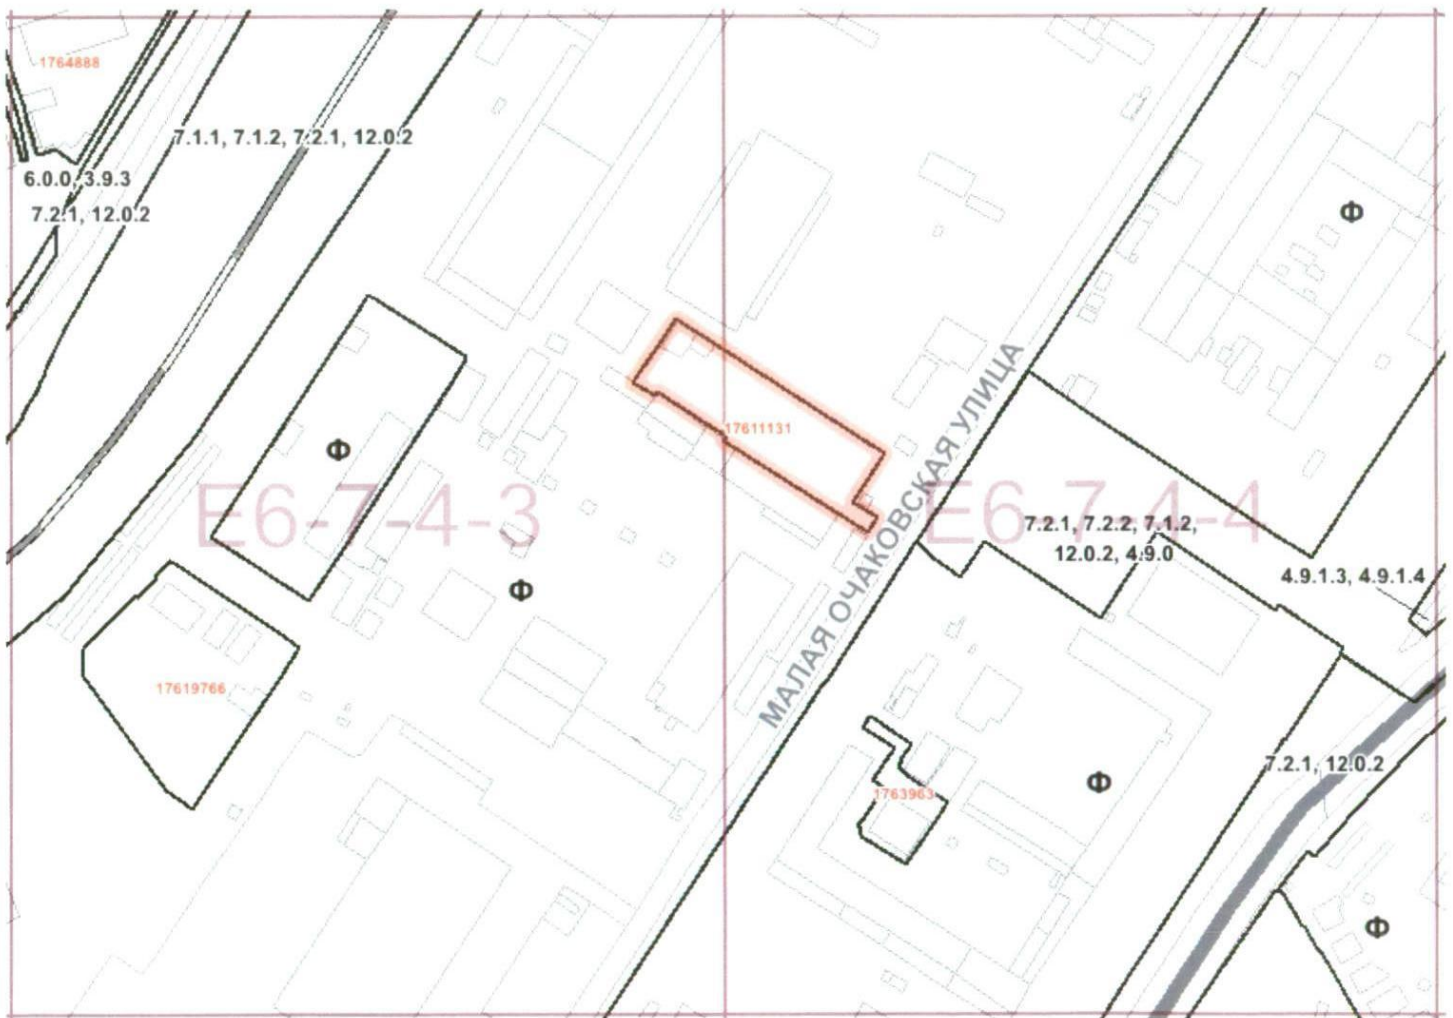 1764888
7.1.1, 7.1.2, 7.2.1, 12.0.2
6.0.0, 3.9.3
7.2.1, 12.0.2
Ф
17611131
МАЛАЯ ОЧАКОВСКАЯ УЛИЦА
Ф
Е6-7-4-3
Е6-7-4-4
7.2.1, 7.2.2, 7.1.2,
12.0.2, 4.9.0
4.9.1.3, 4.9.1.4
Ф
17619766
7.2.1, 12.0.2
Ф
1763963
Ф